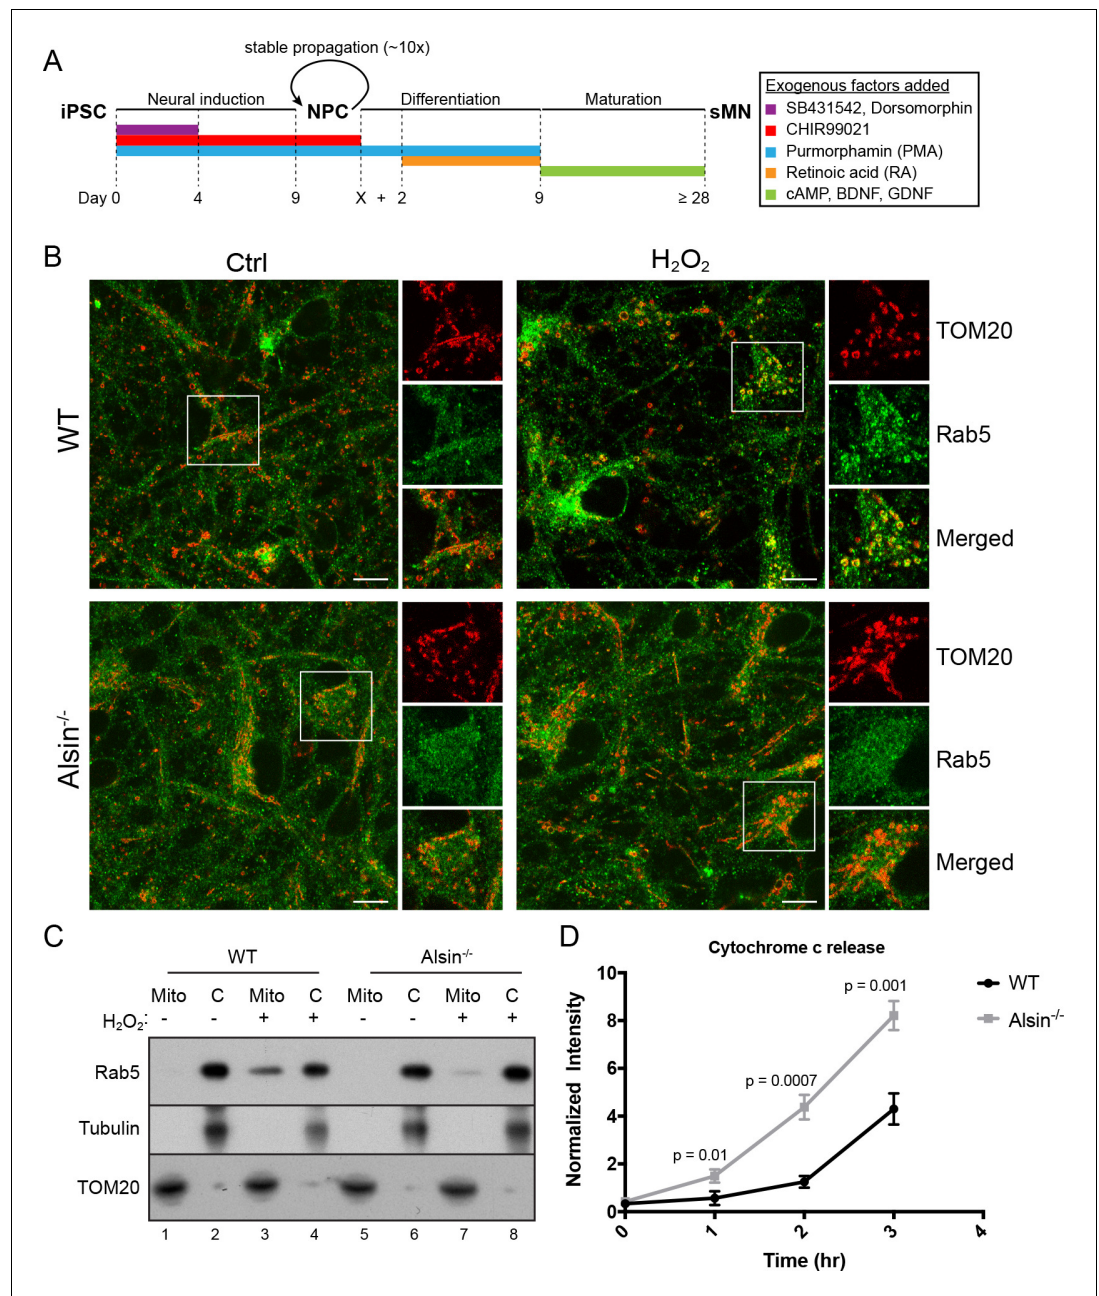 A
stable propagation (~10x)
iPSC
Neural induction
NPC
Differentiation
Maturation
sMN
Day 0
4
9
X + 2
9
≥ 28
Exogenous factors added
SB431542, Dorsomorphin
CHIR99021
Purmorphamin (PMA)
Retinoic acid (RA)
cAMP, BDNF, GDNF
B
Ctrl
H₂O₂
WT
TOM20
Rab5
Merged
Alsin⁻/⁻
TOM20
Rab5
Merged
C
WT
Alsin⁻/⁻
Mito C Mito C Mito C Mito C
H₂O₂: - - + + - - + +
Rab5
Tubulin
TOM20
1 2 3 4 5 6 7 8
D
Cytochrome c release
Normalized Intensity
10
8
6
4
2
0
p = 0.01
p = 0.0007
p = 0.001
WT
Alsin⁻/⁻
0 1 2 3 4
Time (hr)